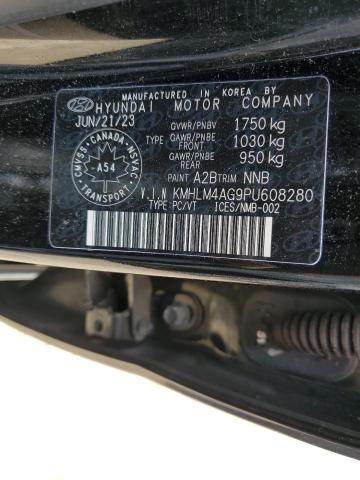 MANUFACTURED IN KOREA BY
HYUNDAI MOTOR COMPANY
JUN/21/23 GVWR/PNBV 1750 kg
TYPE GAWR/PNBE FRONT 1030 kg
GAWR/PNBE REAR 950 kg
CMVSS - CANADA - NSVAC
A54
TRANSPORT
PAINT A2B TRIM NNB
V.I.N KMHLM4AG9PU608280
TYPE PC/VT ICES/NMB-002